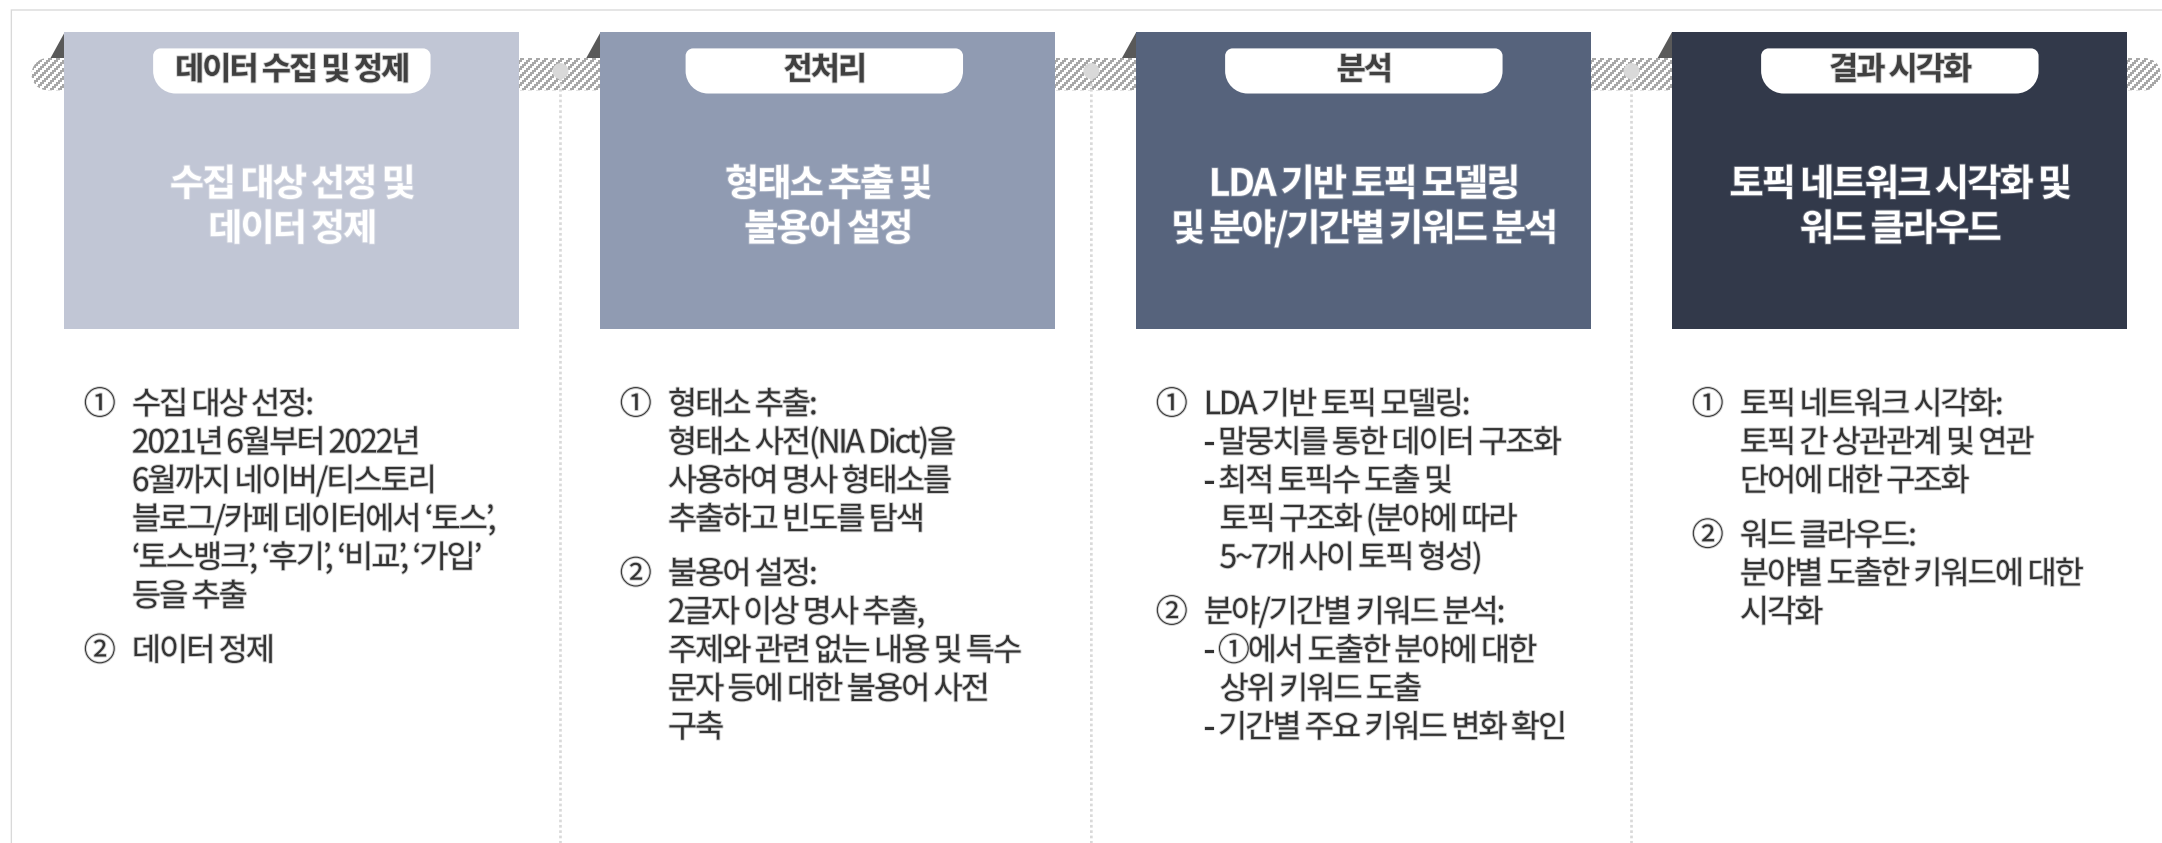 데이터 수집 및 정제
수집 대상 선정 및
데이터 정제
① 수집 대상 선정:
2021년 6월부터 2022년
6월까지 네이버/티스토리
블로그/카페 데이터에서 ‘토스’,
‘토스뱅크’, ‘후기’, ‘비교’, ‘가입’
등을 추출
② 데이터 정제
전처리
형태소 추출 및
불용어 설정
① 형태소 추출:
형태소 사전(NIA Dict)을
사용하여 명사 형태소를
추출하고 빈도를 탐색
② 불용어 설정:
2글자 이상 명사 추출,
주제와 관련 없는 내용 및 특수
문자 등에 대한 불용어 사전
구축
분석
LDA 기반 토픽 모델링
및 분야/기간별 키워드 분석
① LDA 기반 토픽 모델링:
- 말뭉치를 통한 데이터 구조화
- 최적 토픽수 도출 및
토픽 구조화 (분야에 따라
5~7개 사이 토픽 형성)
② 분야/기간별 키워드 분석:
- ①에서 도출한 분야에 대한
상위 키워드 도출
- 기간별 주요 키워드 변화 확인
결과 시각화
토픽 네트워크 시각화 및
워드 클라우드
① 토픽 네트워크 시각화:
토픽 간 상관관계 및 연관
단어에 대한 구조화
② 워드 클라우드:
분야별 도출한 키워드에 대한
시각화